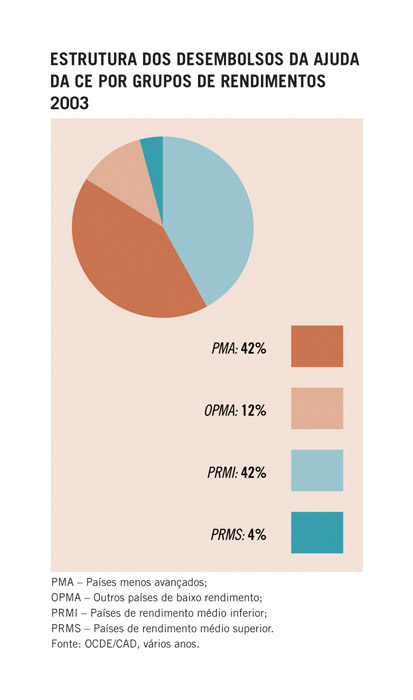 ESTRUTURA DOS DESEMBOLSOS DA AJUDA
DA CE POR GRUPOS DE RENDIMENTOS
2003
PMA: 42%
OPMA: 12%
PRMI: 42%
PRMS: 4%
PMA – Países menos avançados;
OPMA – Outros países de baixo rendimento;
PRMI – Países de rendimento médio inferior;
PRMS – Países de rendimento médio superior.
Fonte: OCDE/CAD, vários anos.